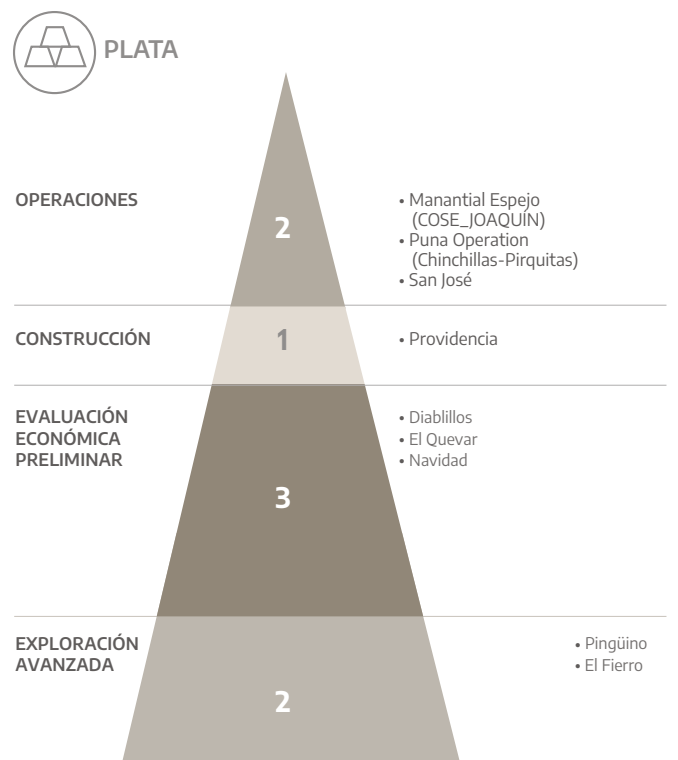 PLATA
OPERACIONES
2
• Manantial Espejo
(COSE_JOAQUÍN)
• Puna Operation
(Chinchillas-Pirquitas)
• San José
CONSTRUCCIÓN
1
• Providencia
EVALUACIÓN
ECONÓMICA
PRELIMINAR
3
• Diablillos
• El Quevar
• Navidad
EXPLORACIÓN
AVANZADA
2
• Pingüino
• El Fierro